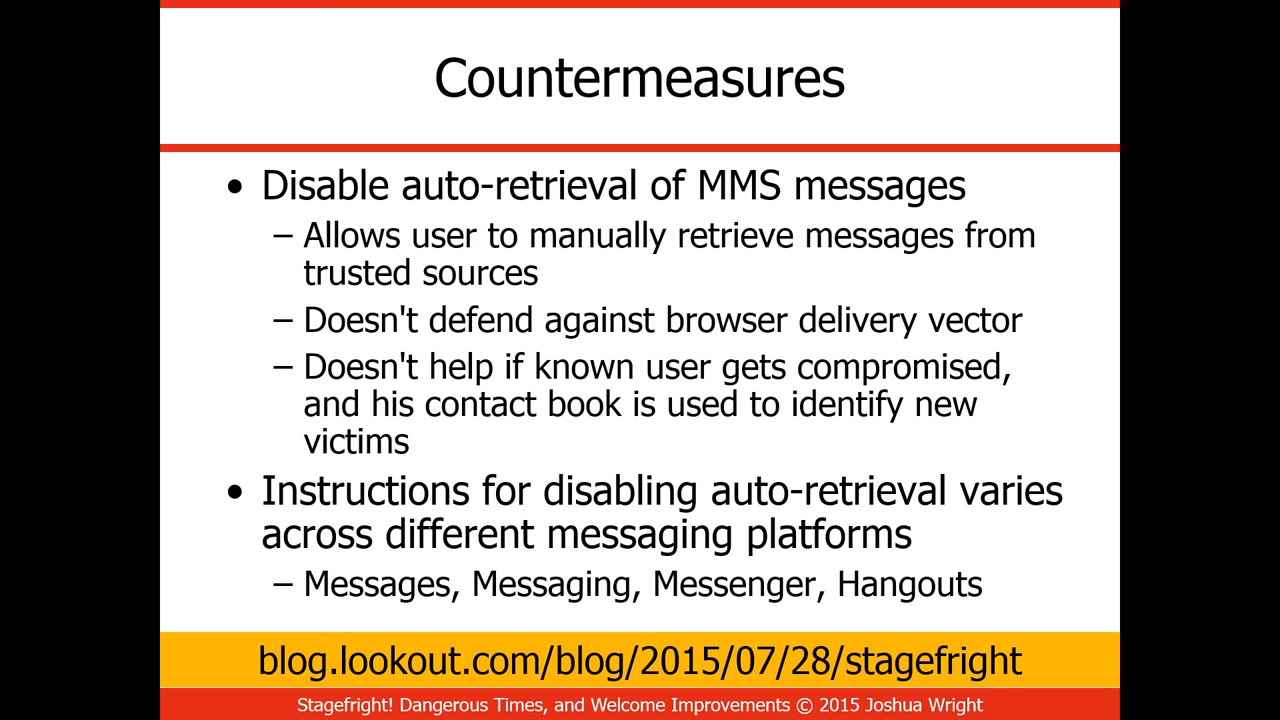 Countermeasures
• Disable auto-retrieval of MMS messages
– Allows user to manually retrieve messages from
trusted sources
– Doesn't defend against browser delivery vector
– Doesn't help if known user gets compromised,
and his contact book is used to identify new
victims
• Instructions for disabling auto-retrieval varies
across different messaging platforms
– Messages, Messaging, Messenger, Hangouts
blog.lookout.com/blog/2015/07/28/stagefright
Stagefright! Dangerous Times, and Welcome Improvements © 2015 Joshua Wright